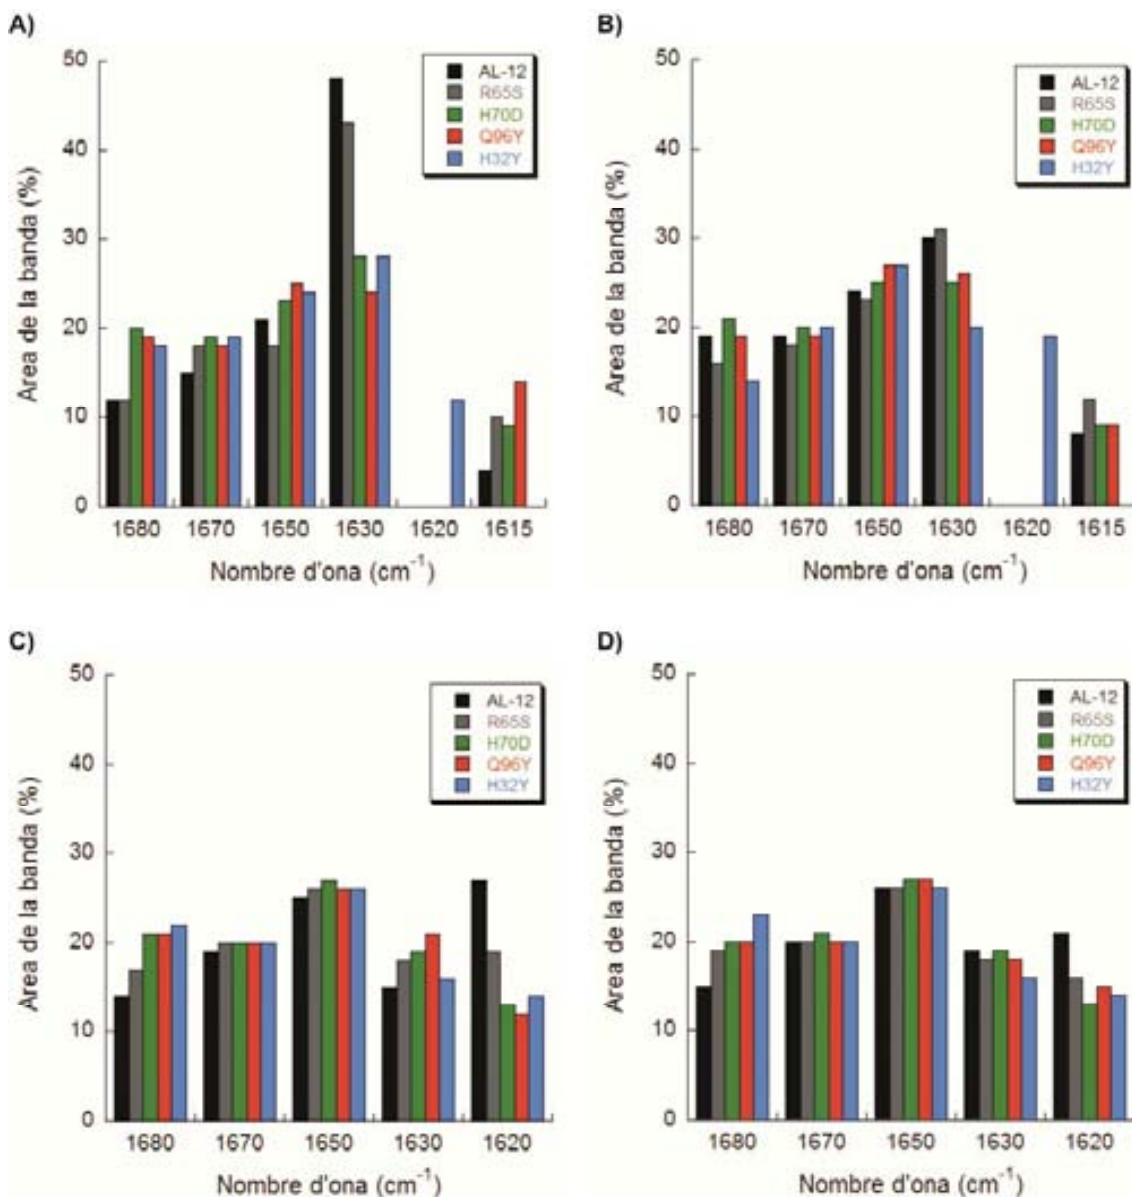 A)
50
40
30
20
10
0
Area de la banda (%)
AL-12
R65S
H70D
Q96Y
H32Y
1680 1670 1650 1630 1620 1615
Nombre d'ona (cm-1)
B)
50
40
30
20
10
0
Area de la banda (%)
AL-12
R65S
H70D
Q96Y
H32Y
1680 1670 1650 1630 1620 1615
Nombre d'ona (cm-1)
C)
50
40
30
20
10
0
Area de la banda (%)
AL-12
R65S
H70D
Q96Y
H32Y
1680 1670 1650 1630 1620
Nombre d'ona (cm-1)
D)
50
40
30
20
10
0
Area de la banda (%)
AL-12
R65S
H70D
Q96Y
H32Y
1680 1670 1650 1630 1620
Nombre d'ona (cm-1)